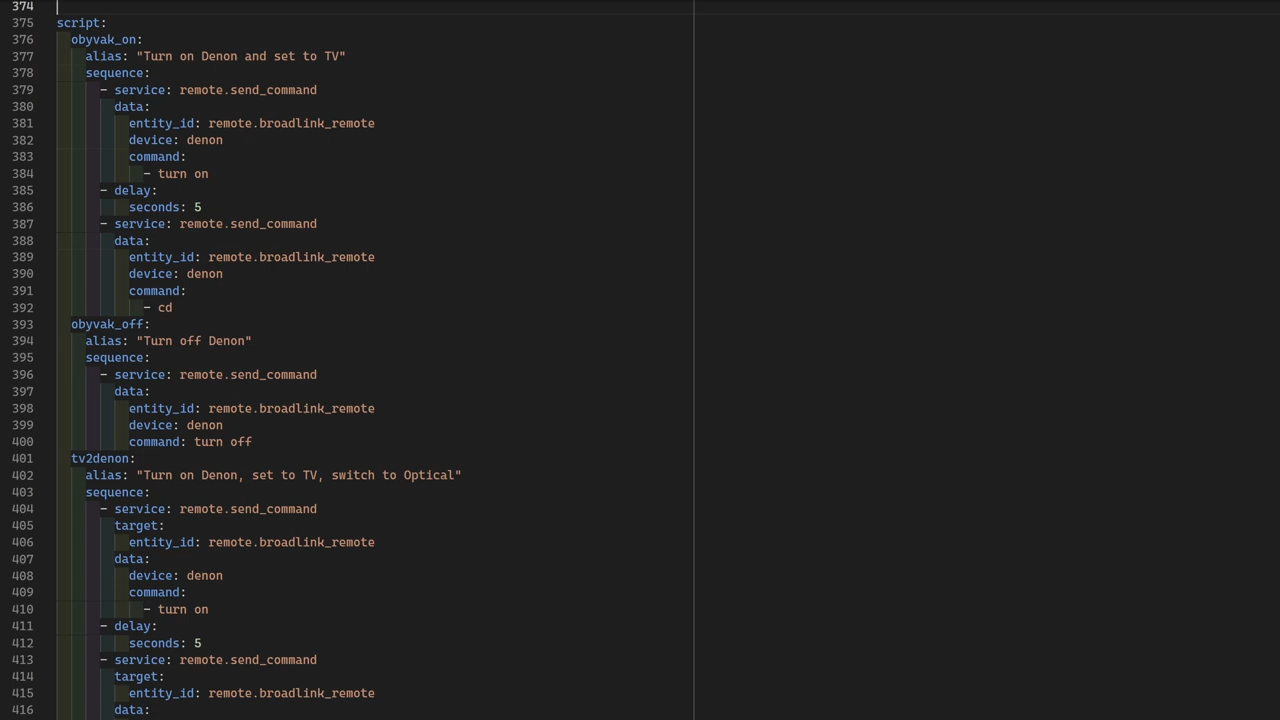 374
375 script:
376 obyvak_on:
377 alias: "Turn on Denon and set to TV"
378 sequence:
379 - service: remote.send_command
380 data:
381 entity_id: remote.broadlink_remote
382 device: denon
383 command:
384 - turn on
385 - delay:
386 seconds: 5
387 - service: remote.send_command
388 data:
389 entity_id: remote.broadlink_remote
390 device: denon
391 command:
392 - cd
393 obyvak_off:
394 alias: "Turn off Denon"
395 sequence:
396 - service: remote.send_command
397 data:
398 entity_id: remote.broadlink_remote
399 device: denon
400 command: turn off
401 tv2denon:
402 alias: "Turn on Denon, set to TV, switch to Optical"
403 sequence:
404 - service: remote.send_command
405 target:
406 entity_id: remote.broadlink_remote
407 data:
408 device: denon
409 command:
410 - turn on
411 - delay:
412 seconds: 5
413 - service: remote.send_command
414 target:
415 entity_id: remote.broadlink_remote
416 data: